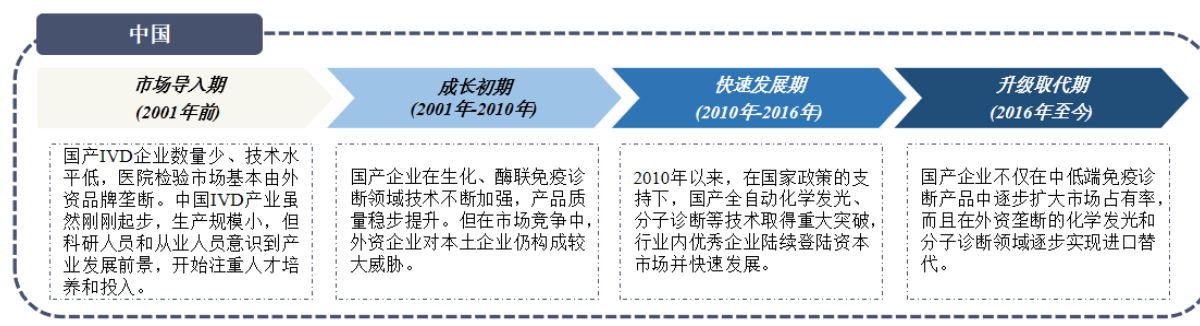 中国
市场导入期
(2001年前)
成长初期
(2001年-2010年)
快速发展期
(2010年-2016年)
升级取代期
(2016年至今)
国产IVD企业数量少、技术水
平低，医院检验市场基本由外
资品牌垄断。中国IVD产业虽
然刚刚起步，生产规模小，但
科研人员和从业人员意识到产
业发展前景，开始注重人才培
养和投入。
国产企业在生化、酶联免疫诊
断领域技术不断加强，产品质
量稳步提升。但在市场竞争中，
外资企业对本土企业仍构成较
大威胁。
2010年以来，在国家政策的支
持下，国产全自动化学发光、
分子诊断等技术取得重大突破，
行业内优秀企业陆续登陆资本
市场并快速发展。
国产企业不仅在中低端免疫诊
断产品中逐步扩大市场占有率，
而且在外资垄断的化学发光和
分子诊断领域逐步实现进口替
代。